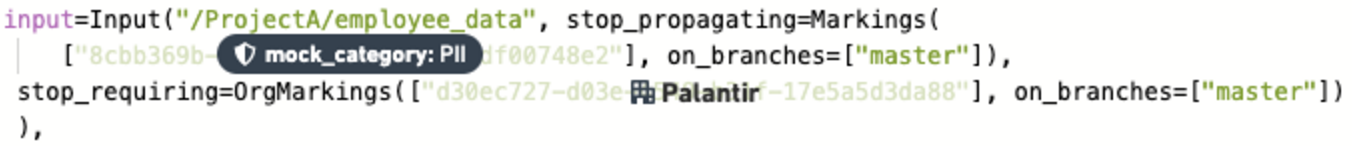 input=Input("/ProjectA/employee_data", stop_propagating=Markings(
["8cbb369b- mock_category: PII df00748e2"], on_branches=["master"]),
stop_requiring=OrgMarkings(["d30ec727-d03e- Palantir f-17e5a5d3da88"], on_branches=["master"])
),